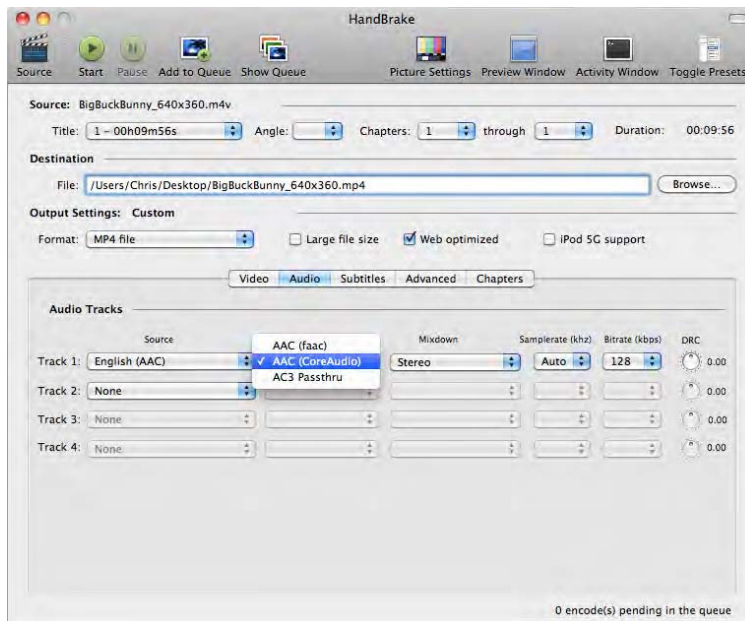 HandBrake
Source Start Pause Add to Queue Show Queue Picture Settings Preview Window Activity Window Toggle Presets
Source: BigBuckBunny_640x360.m4v
Title: 1 - 00h09m56s Angle: Chapters: 1 through 1 Duration: 00:09:56
Destination
File: /Users/Chris/Desktop/BigBuckBunny_640x360.mp4 Browse...
Output Settings: Custom
Format: MP4 file Large file size Web optimized iPod 5G support
Video Audio Subtitles Advanced Chapters
Audio Tracks
Source Mixdown Samplerate (khz) Bitrate (kbps) DRC
AAC (faac)
Track 1: English (AAC) AAC (CoreAudio) Stereo Auto 128 0.00
AC3 Passthru
Track 2: None 0.00
Track 3: None 0.00
Track 4: None 0.00
0 encode(s) pending in the queue